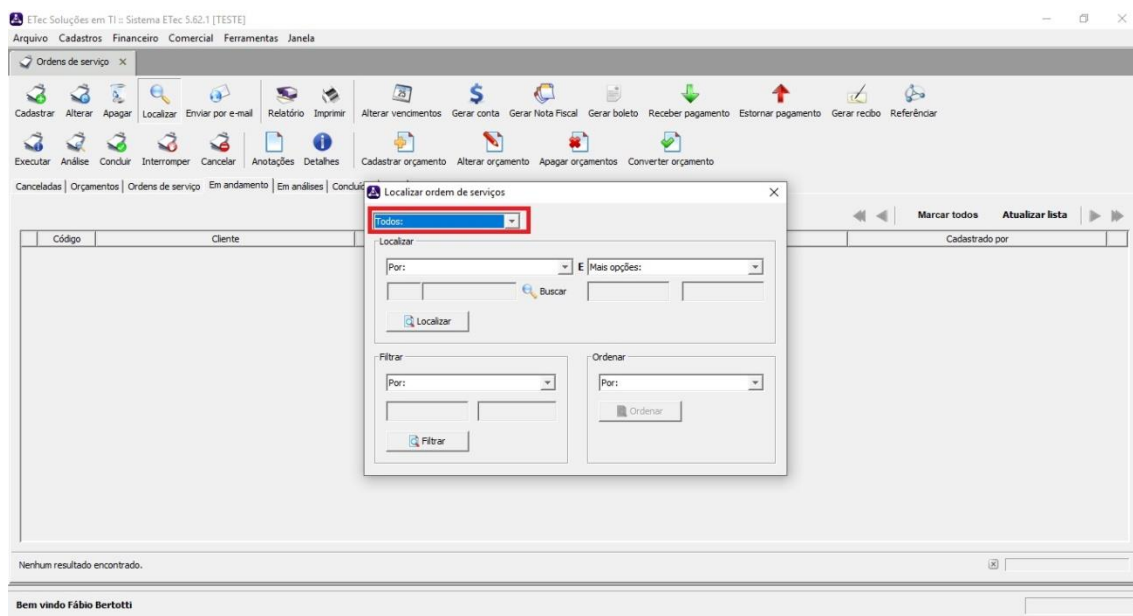 ETec Soluções em TI :: Sistema ETec 5.62.1 [TESTE]
Arquivo Cadastros Financeiro Comercial Ferramentas Janela
Ordens de serviço
Cadastrar Alterar Apagar Localizar Enviar por e-mail Relatório Imprimir Alterar vencimentos Gerar conta Gerar Nota Fiscal Gerar boleto Receber pagamento Estornar pagamento Gerar recibo Referênciar
Executar Análise Concluir Interromper Cancelar Anotações Detalhes Cadastrar orçamento Alterar orçamento Apagar orçamentos Converter orçamento
Canceladas Orçamentos Ordens de serviço Em andamento Em análises
Localizar ordem de serviços
Todos:
Marcar todos Atualizar lista
Código Cliente Cadastrado por
Localizar
Por: E Mais opções:
Buscar
Localizar
Filtrar Ordenar
Por: Por:
Ordenar
Filtrar
Nenhum resultado encontrado.
Bem vindo Fábio Bertotti